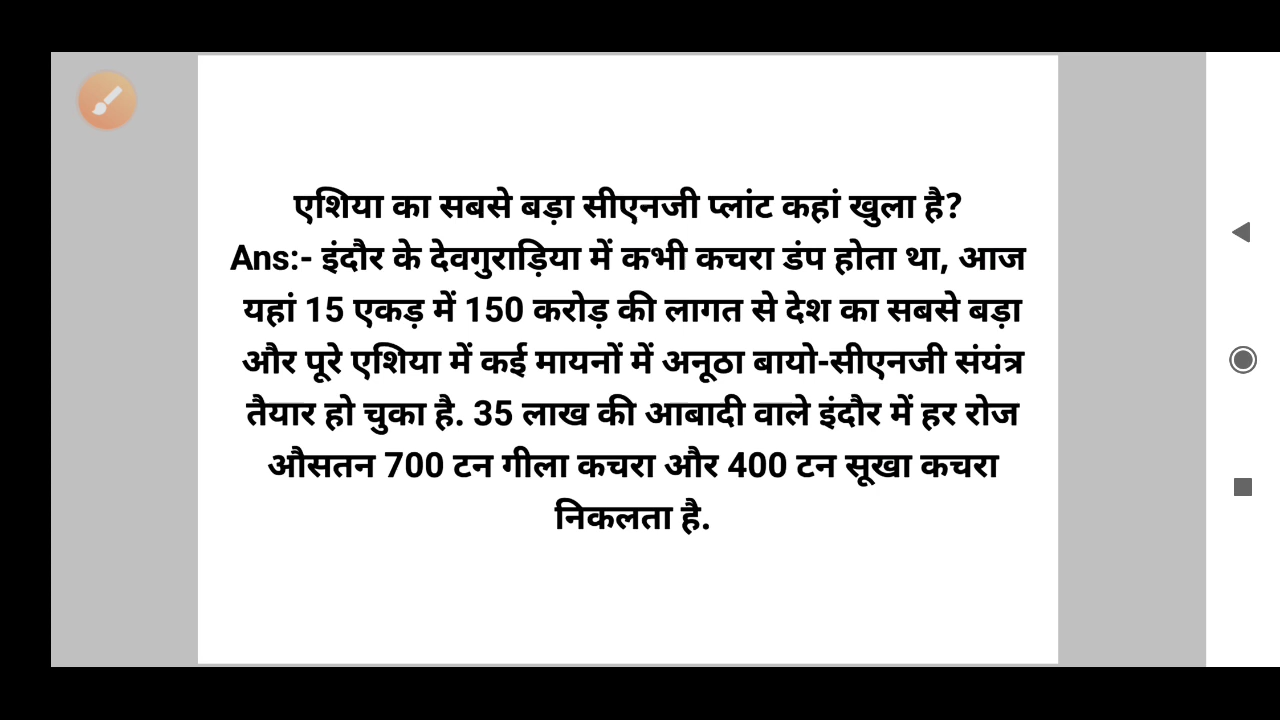 एशिया का सबसे बड़ा सीएनजी प्लांट कहां खुला है?
Ans:- इंदौर के देवगुराड़िया में कभी कचरा डंप होता था, आज
यहां 15 एकड़ में 150 करोड़ की लागत से देश का सबसे बड़ा
और पूरे एशिया में कई मायनों में अनूठा बायो-सीएनजी संयंत्र
तैयार हो चुका है. 35 लाख की आबादी वाले इंदौर में हर रोज
औसतन 700 टन गीला कचरा और 400 टन सूखा कचरा
निकलता है.